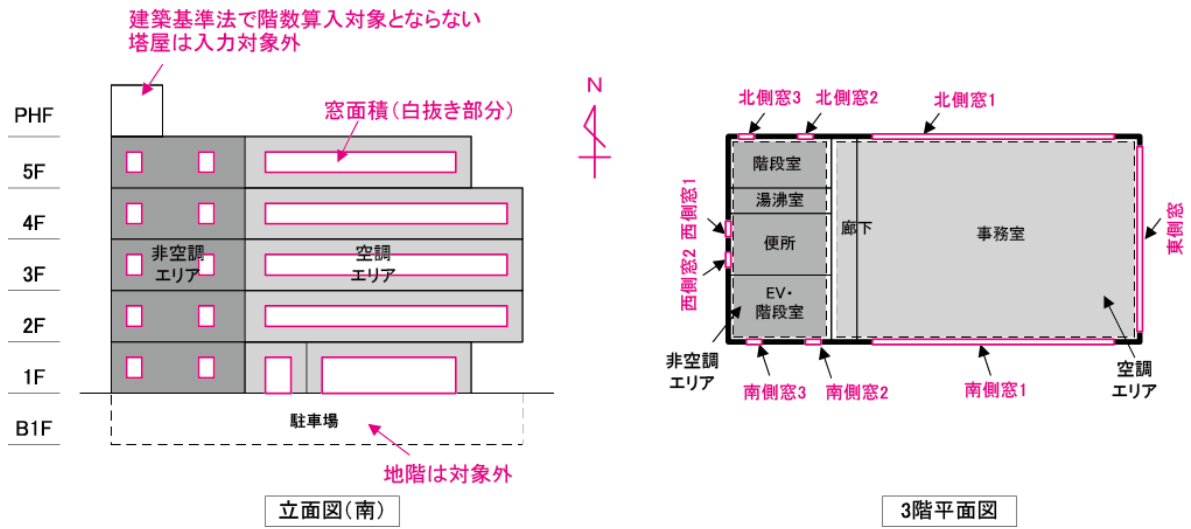 建築基準法で階数算入対象とならない
塔屋は入力対象外
PHF
5F
4F
3F
2F
1F
B1F
窓面積(白抜き部分)
非空調
エリア
空調
エリア
駐車場
地階は対象外
立面図(南)
N
北側窓3
北側窓2
北側窓1
西側窓1
西側窓2
東側窓
階段室
湯沸室
便所
EV・
階段室
廊下
事務室
非空調
エリア
南側窓3
南側窓2
南側窓1
空調
エリア
3階平面図